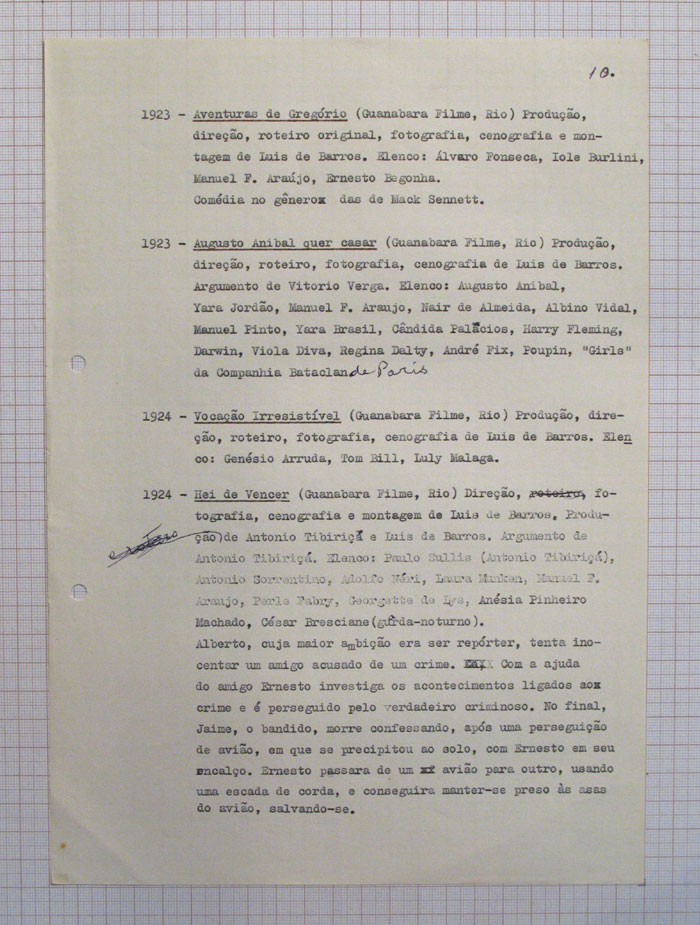 10.
1923 - Aventuras de Gregório (Guanabara Filme, Rio) Produção,
direção, roteiro original, fotografia, cenografia e mon-
tagem de Luis de Barros. Elenco: Álvaro Fonseca, Iole Burlini,
Manuel F. Araújo, Ernesto Begonha.
Comédia no gênerox das de Mack Sennett.
1923 - Augusto Anibal quer casar (Guanabara Filme, Rio) Produção,
direção, roteiro, fotografia, cenografia de Luis de Barros.
Argumento de Vitorio Verga. Elenco: Augusto Anibal,
Yara Jordão, Manuel F. Araujo, Nair de Almeida, Albino Vidal,
Manuel Pinto, Yara Brasil, Cândida Palácios, Harry Fleming,
Darwin, Viola Diva, Regina Dalty, André Fix, Poupin, "Girls"
da Companhia Bataclan de Paris
1924 - Vocação Irresistível (Guanabara Filme, Rio) Produção, dire-
ção, roteiro, fotografia, cenografia de Luis de Barros. Elen
co: Genésio Arruda, Tom Bill, Luly Malaga.
1924 - Hei de Vencer (Guanabara Filme, Rio) Direção, roteiro, fo-
tografia, cenografia e montagem de Luis de Barros. Produ-
e roteiro ção)de Antonio Tibiriçá e Luis de Barros. Argumento de
Antonio Tibiriçá. Elenco: Paulo Sullis (Antonio Tibiriçá),
Antonio Sorrentino, Adolfo Néri, Laura Munken, Manuel F.
Araujo, Perle Fabry, Georgette de Lys, Anésia Pinheiro
Machado, César Bresciane(gurda-noturno).
Alberto, cuja maior ambição era ser repórter, tenta ino-
centar um amigo acusado de um crime. Com a ajuda
do amigo Ernesto investiga os acontecimentos ligados aox
crime e é perseguido pelo verdadeiro criminoso. No final,
Jaime, o bandido, morre confessando, após uma perseguição
de avião, em que se precipitou ao solo, com Ernesto em seu
encalço. Ernesto passara de um xf avião para outro, usando
uma escada de corda, e conseguira manter-se preso às asas
do avião, salvando-se.